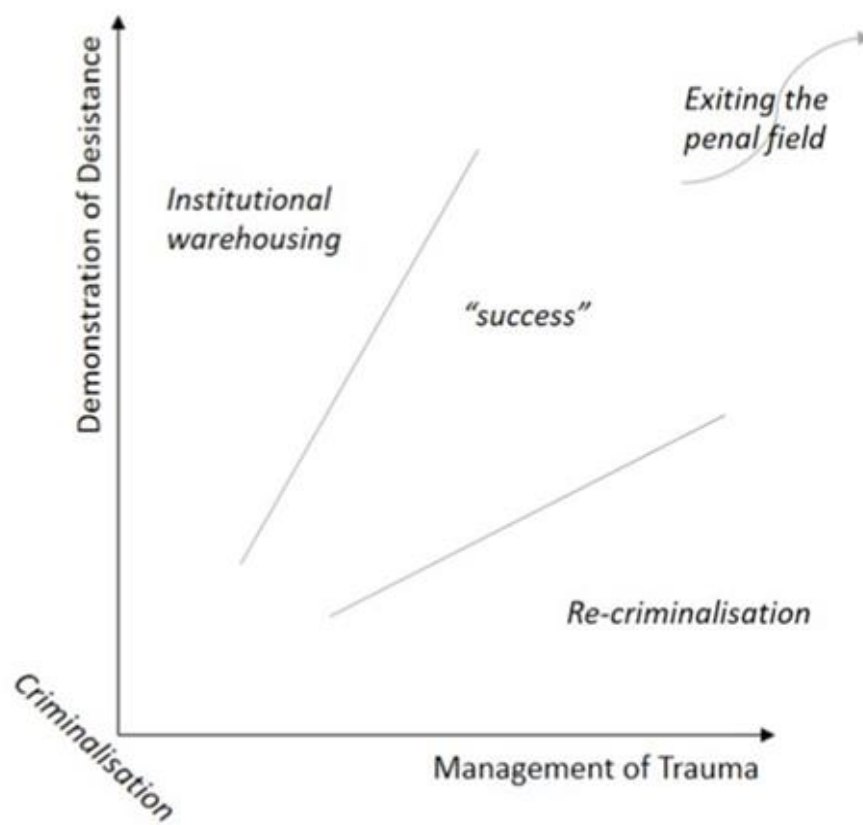 Demonstration of Desistance
Exiting the
penal field
Institutional
warehousing
“success”
Re-criminalisation
Criminalisation
Management of Trauma